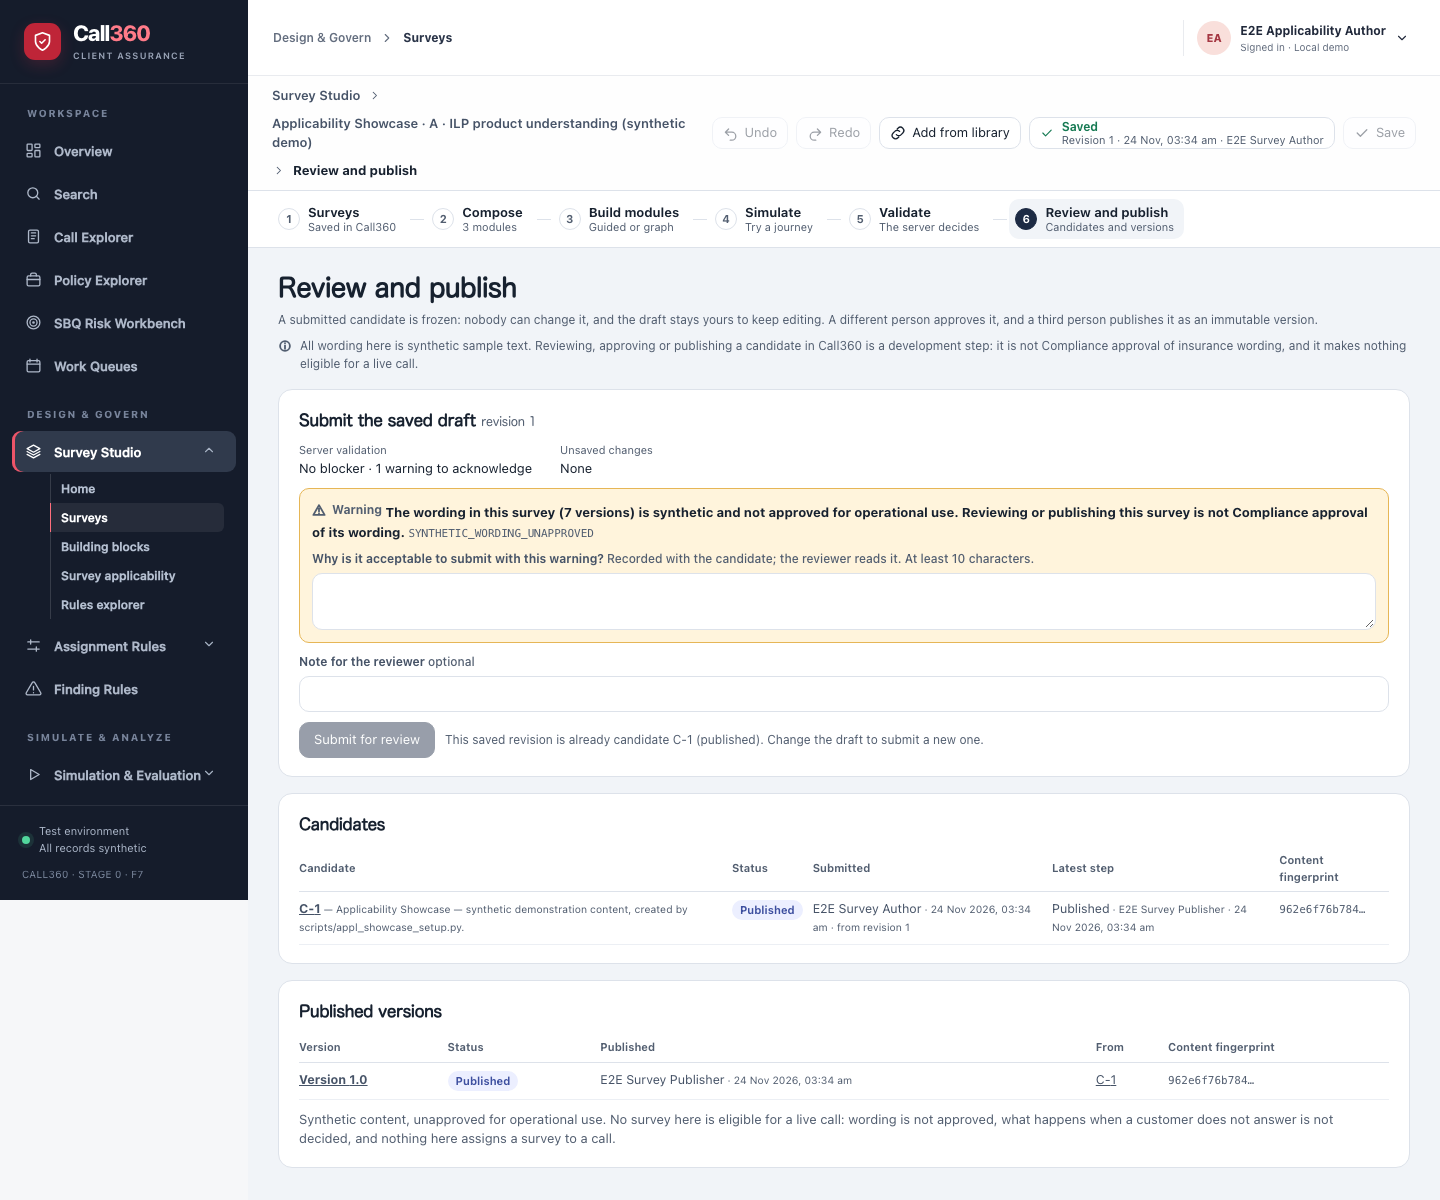 Call360
CLIENT ASSURANCE
WORKSPACE
Overview
Search
Call Explorer
Policy Explorer
SBQ Risk Workbench
Work Queues
DESIGN & GOVERN
Survey Studio
Home
Surveys
Building blocks
Survey applicability
Rules explorer
Assignment Rules
Finding Rules
SIMULATE & ANALYZE
Simulation & Evaluation
Test environment
All records synthetic
CALL360 · STAGE 0 · F7
Design & Govern > Surveys
EA
E2E Applicability Author
Signed in · Local demo
Survey Studio >
Applicability Showcase · A · ILP product understanding (synthetic
demo)
> Review and publish
Undo
Redo
Add from library
Saved
Revision 1 · 24 Nov, 03:34 am · E2E Survey Author
Save
1 Surveys
Saved in Call360
2 Compose
3 modules
3 Build modules
Guided or graph
4 Simulate
Try a journey
5 Validate
The server decides
6 Review and publish
Candidates and versions
Review and publish
A submitted candidate is frozen: nobody can change it, and the draft stays yours to keep editing. A different person approves it, and a third person publishes it as an immutable version.
All wording here is synthetic sample text. Reviewing, approving or publishing a candidate in Call360 is a development step: it is not Compliance approval of insurance wording, and it makes nothing
eligible for a live call.
Submit the saved draft revision 1
Server validation
No blocker · 1 warning to acknowledge
Unsaved changes
None
Warning The wording in this survey (7 versions) is synthetic and not approved for operational use. Reviewing or publishing this survey is not Compliance approval
of its wording. SYNTHETIC_WORDING_UNAPPROVED
Why is it acceptable to submit with this warning? Recorded with the candidate; the reviewer reads it. At least 10 characters.
Note for the reviewer optional
Submit for review
This saved revision is already candidate C-1 (published). Change the draft to submit a new one.
Candidates
Candidate Status Submitted Latest step Content
fingerprint
C-1 — Applicability Showcase — synthetic demonstration content, created by
scripts/appl_showcase_setup.py.
Published
E2E Survey Author · 24 Nov 2026, 03:34
am · from revision 1
Published · E2E Survey Publisher · 24
Nov 2026, 03:34 am
962e6f76b784…
Published versions
Version Status Published From Content fingerprint
Version 1.0 Published E2E Survey Publisher · 24 Nov 2026, 03:34 am C-1 962e6f76b784…
Synthetic content, unapproved for operational use. No survey here is eligible for a live call: wording is not approved, what happens when a customer does not answer is not
decided, and nothing here assigns a survey to a call.